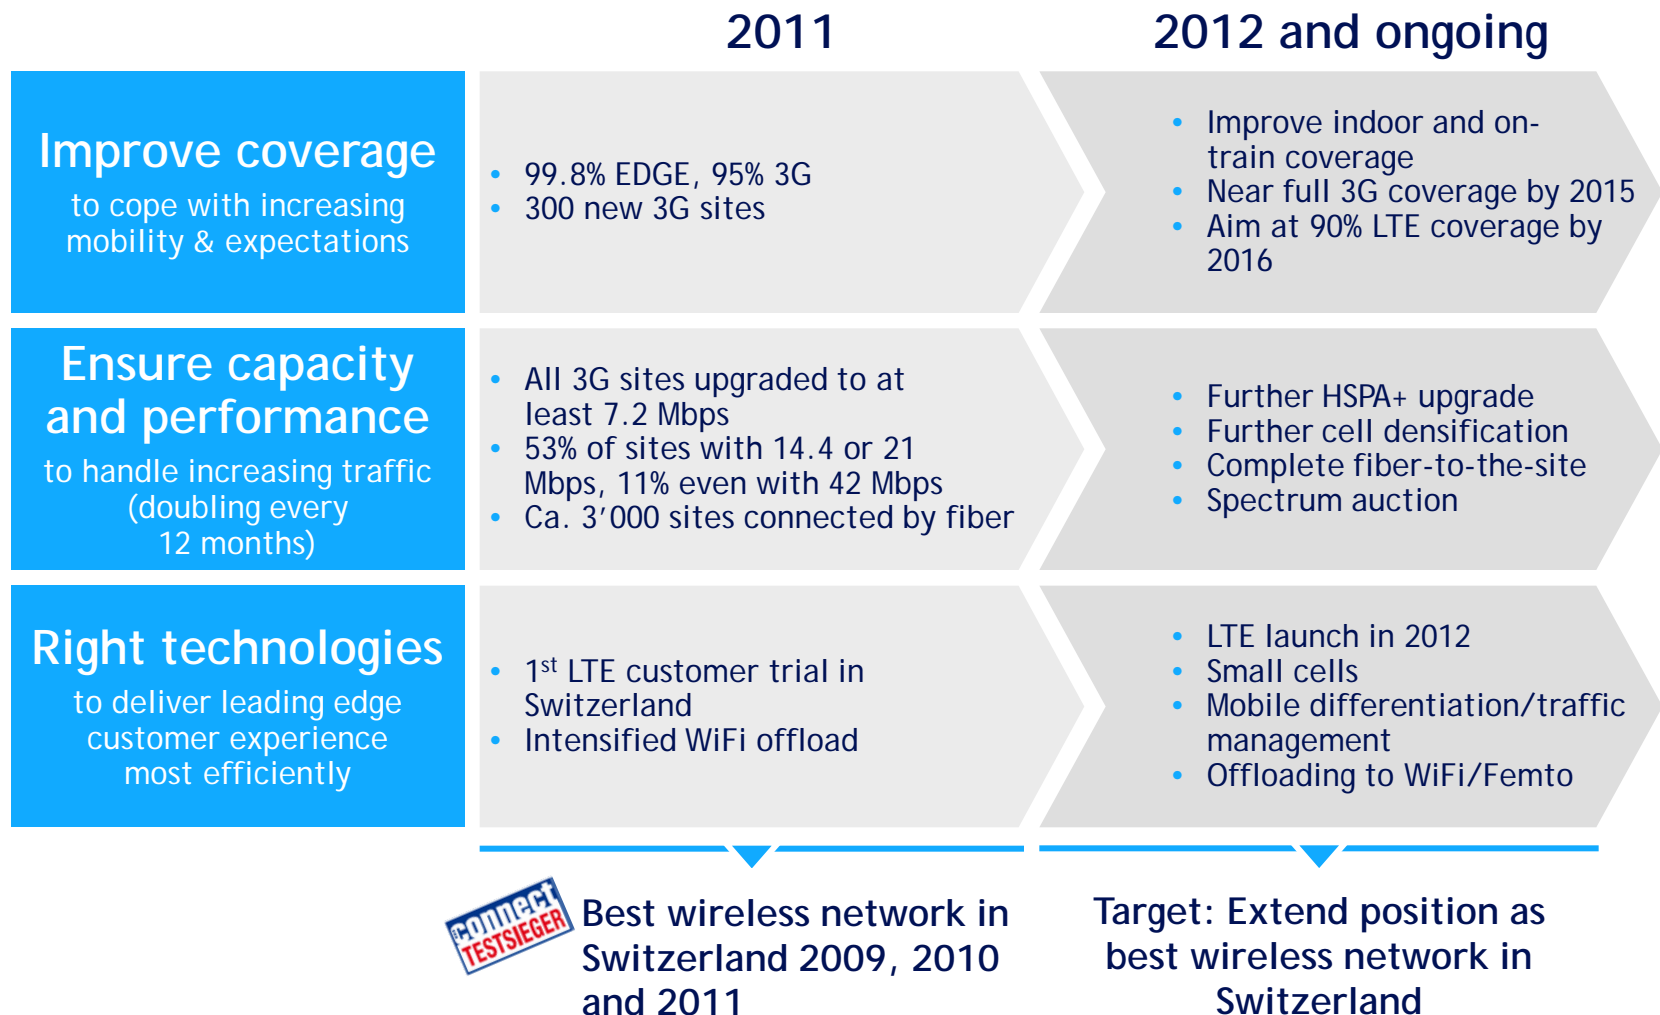 2011
2012 and ongoing
Improve coverage
to cope with increasing
mobility & expectations
• 99.8% EDGE, 95% 3G
• 300 new 3G sites
• Improve indoor and on-
train coverage
• Near full 3G coverage by 2015
• Aim at 90% LTE coverage by
2016
Ensure capacity
and performance
to handle increasing traffic
(doubling every
12 months)
• All 3G sites upgraded to at
least 7.2 Mbps
• 53% of sites with 14.4 or 21
Mbps, 11% even with 42 Mbps
• Ca. 3’000 sites connected by fiber
• Further HSPA+ upgrade
• Further cell densification
• Complete fiber-to-the-site
• Spectrum auction
Right technologies
to deliver leading edge
customer experience
most efficiently
• 1st LTE customer trial in
Switzerland
• Intensified WiFi offload
• LTE launch in 2012
• Small cells
• Mobile differentiation/traffic
management
• Offloading to WiFi/Femto
connect
TESTSIEGER
Best wireless network in
Switzerland 2009, 2010
and 2011
Target: Extend position as
best wireless network in
Switzerland